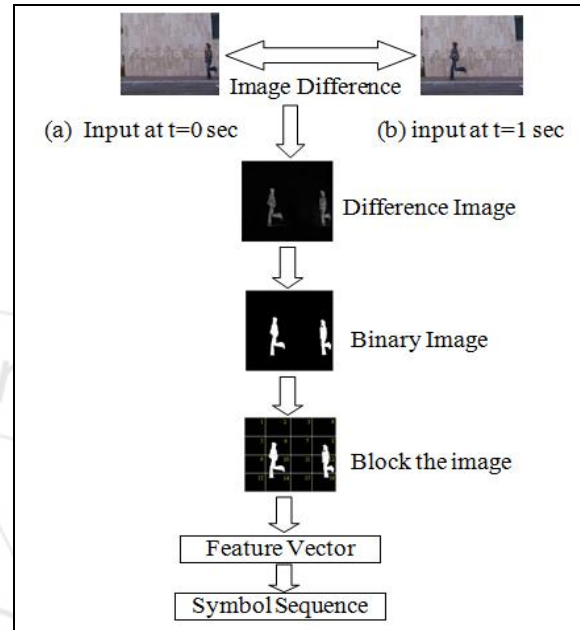 Image Difference
(a) Input at t=0 sec
(b) input at t=1 sec
Difference Image
Binary Image
Block the image
Feature Vector
Symbol Sequence